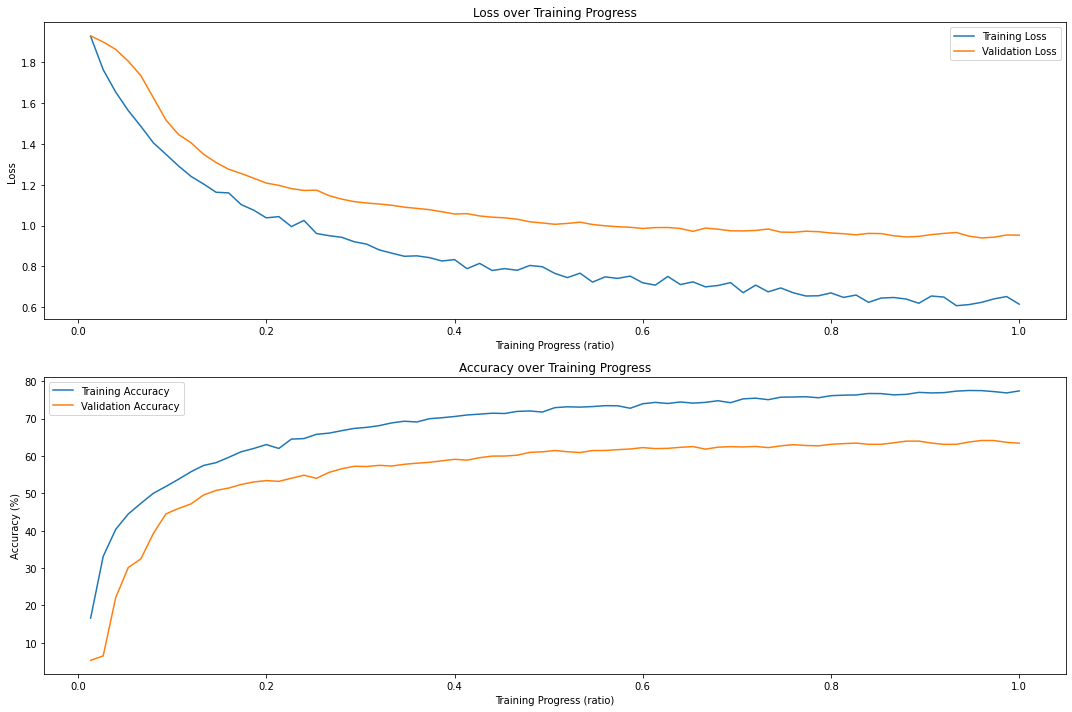 Loss over Training Progress
Training Loss
Validation Loss
Loss
1.8
1.6
1.4
1.2
1.0
0.8
0.6
0.0 0.2 0.4 0.6 0.8 1.0
Training Progress (ratio)
Accuracy over Training Progress
Training Accuracy
Validation Accuracy
Accuracy (%)
80
70
60
50
40
30
20
10
0.0 0.2 0.4 0.6 0.8 1.0
Training Progress (ratio)